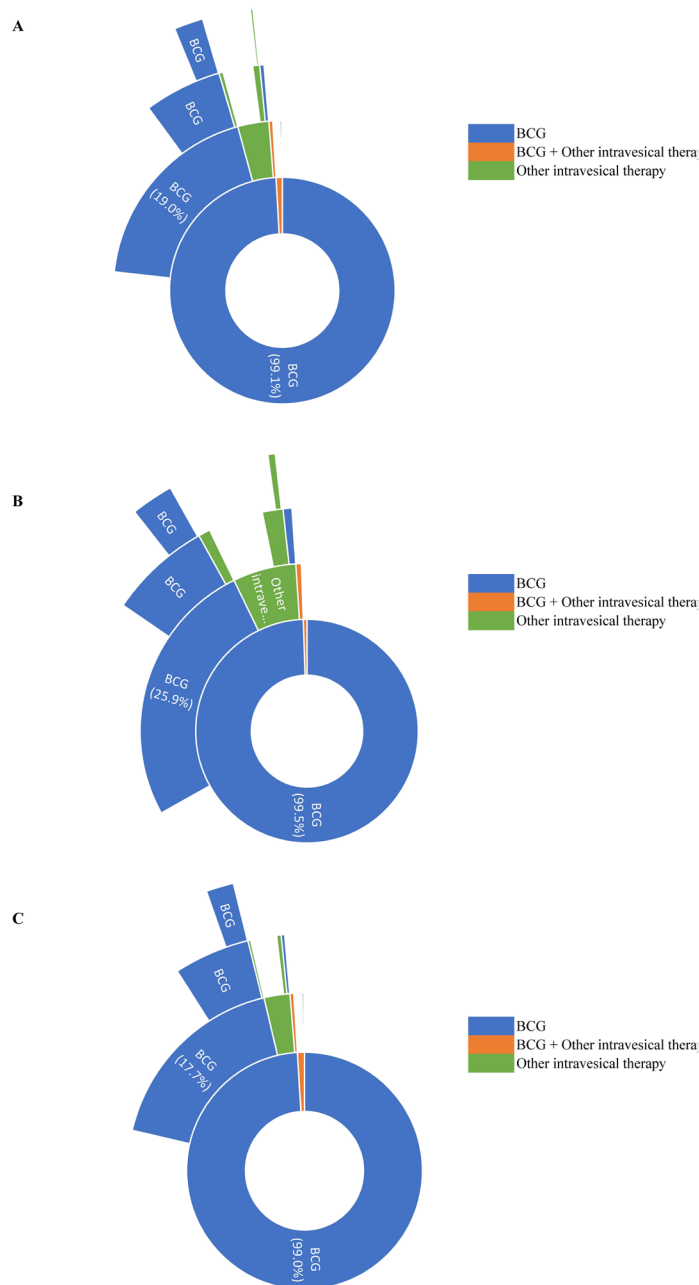 A
BCG
BCG
BCG
(19.0%)
BCG
(99.1%)
BCG
BCG + Other intravesical thera
Other intravesical therapy
B
BCG
BCG
Other
intrave...
BCG
(25.9%)
BCG
(99.5%)
BCG
BCG + Other intravesical thera
Other intravesical therapy
C
BCG
BCG
BCG
(17.7%)
BCG
(99.0%)
BCG
BCG + Other intravesical thera
Other intravesical therapy